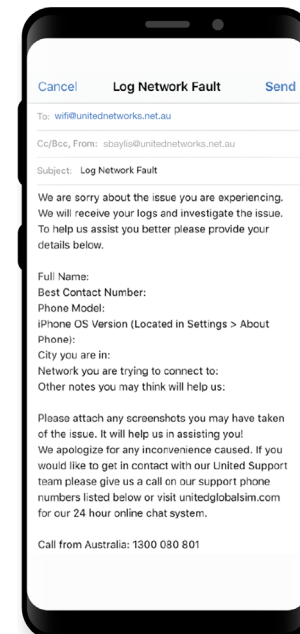 Cancel Log Network Fault Send
To: wifi@unitednetworks.net.au
Cc/Bcc, From: sbaylis@unitednetworks.net.au
Subject: Log Network Fault
We are sorry about the issue you are experiencing.
We will receive your logs and investigate the issue.
To help us assist you better please provide your
details below.
Full Name:
Best Contact Number:
Phone Model:
iPhone OS Version (Located in Settings > About
Phone):
City you are in:
Network you are trying to connect to:
Other notes you may think will help us:
Please attach any screenshots you may have taken
of the issue. It will help us in assisting you!
We apologize for any inconvenience caused. If you
would like to get in contact with our United Support
team please give us a call on our support phone
numbers listed below or visit unitedglobalsim.com
for our 24 hour online chat system.
Call from Australia: 1300 080 801